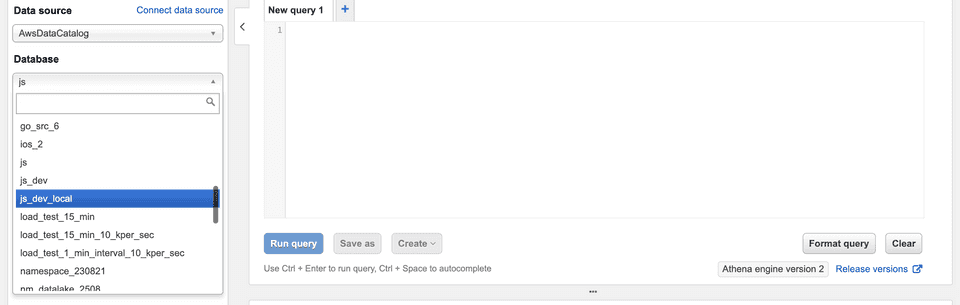 Data source
Connect data source
AwsDataCatalog
Database
js
go_src_6
ios_2
js
js_dev
js_dev_local
load_test_15_min
load_test_15_min_10_kper_sec
load_test_1_min_interval_10_kper_sec
namespace_230821
nm_datalake_2508
New query 1
+
1
Run query
Save as
Create
Format query
Clear
Use Ctrl + Enter to run query, Ctrl + Space to autocomplete
Athena engine version 2
Release versions